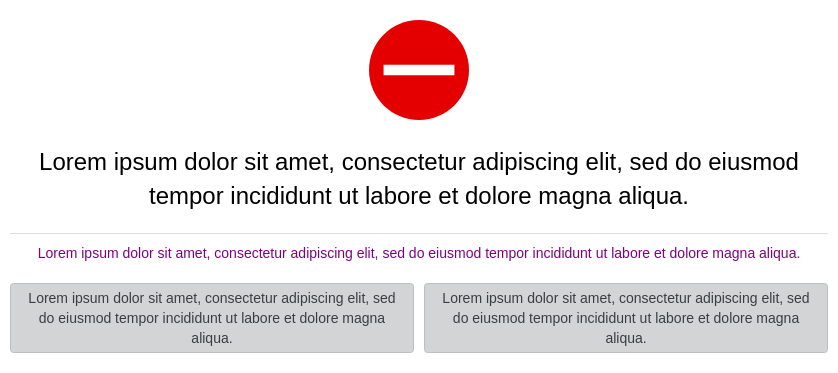 Lorem ipsum dolor sit amet, consectetur adipiscing elit, sed do eiusmod
tempor incididunt ut labore et dolore magna aliqua.
Lorem ipsum dolor sit amet, consectetur adipiscing elit, sed do eiusmod tempor incididunt ut labore et dolore magna aliqua.
Lorem ipsum dolor sit amet, consectetur adipiscing elit, sed
do eiusmod tempor incididunt ut labore et dolore magna
aliqua.
Lorem ipsum dolor sit amet, consectetur adipiscing elit, sed
do eiusmod tempor incididunt ut labore et dolore magna
aliqua.